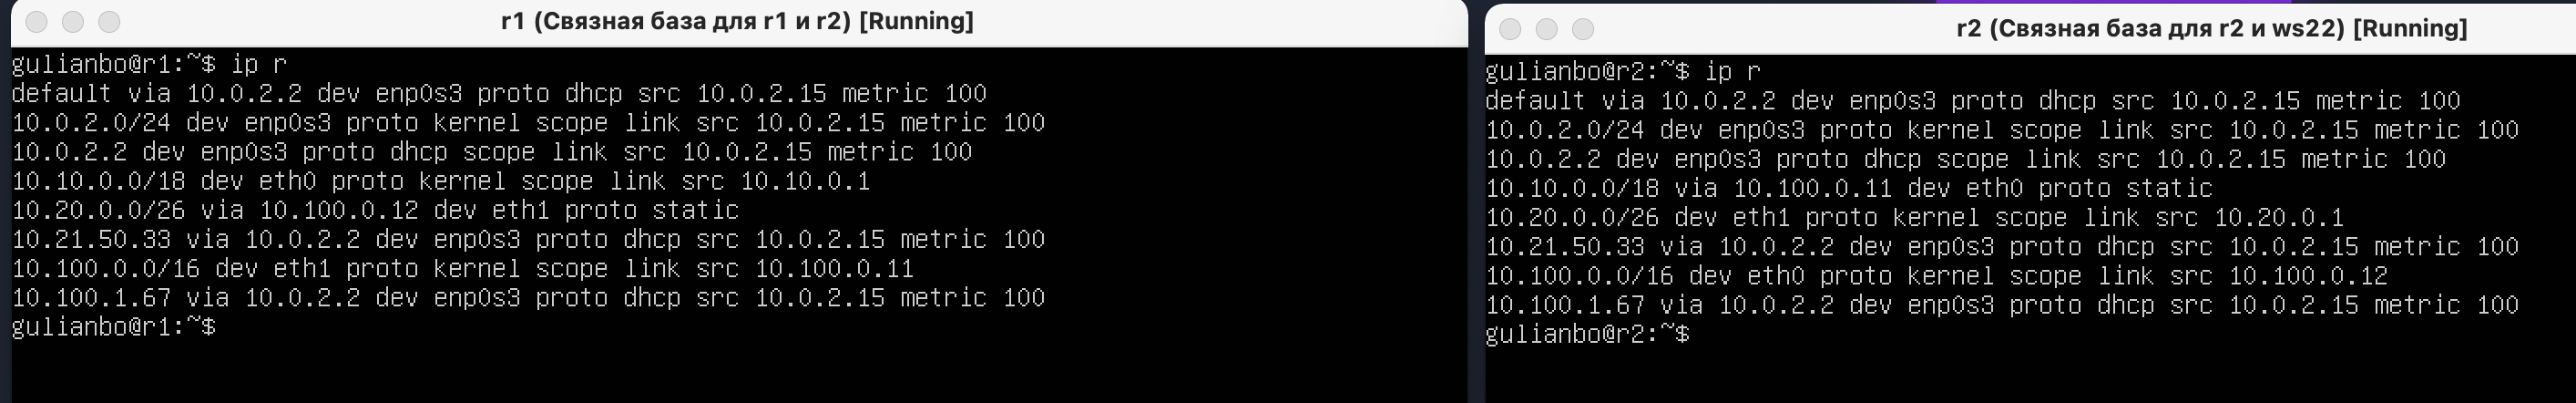 r1 (Связная база для r1 и r2) [Running]
gulianbo@r1:~$ ip r
default via 10.0.2.2 dev enp0s3 proto dhcp src 10.0.2.15 metric 100
10.0.2.0/24 dev enp0s3 proto kernel scope link src 10.0.2.15 metric 100
10.0.2.2 dev enp0s3 proto dhcp scope link src 10.0.2.15 metric 100
10.10.0.0/18 dev eth0 proto kernel scope link src 10.10.0.1
10.20.0.0/26 via 10.100.0.12 dev eth1 proto static
10.21.50.33 via 10.0.2.2 dev enp0s3 proto dhcp src 10.0.2.15 metric 100
10.100.0.0/16 dev eth1 proto kernel scope link src 10.100.0.11
10.100.1.67 via 10.0.2.2 dev enp0s3 proto dhcp src 10.0.2.15 metric 100
gulianbo@r1:~$
r2 (Связная база для r2 и ws22) [Running]
gulianbo@r2:~$ ip r
default via 10.0.2.2 dev enp0s3 proto dhcp src 10.0.2.15 metric 100
10.0.2.0/24 dev enp0s3 proto kernel scope link src 10.0.2.15 metric 100
10.0.2.2 dev enp0s3 proto dhcp scope link src 10.0.2.15 metric 100
10.10.0.0/18 via 10.100.0.11 dev eth0 proto static
10.20.0.0/26 dev eth1 proto kernel scope link src 10.20.0.1
10.21.50.33 via 10.0.2.2 dev enp0s3 proto dhcp src 10.0.2.15 metric 100
10.100.0.0/16 dev eth0 proto kernel scope link src 10.100.0.12
10.100.1.67 via 10.0.2.2 dev enp0s3 proto dhcp src 10.0.2.15 metric 100
gulianbo@r2:~$